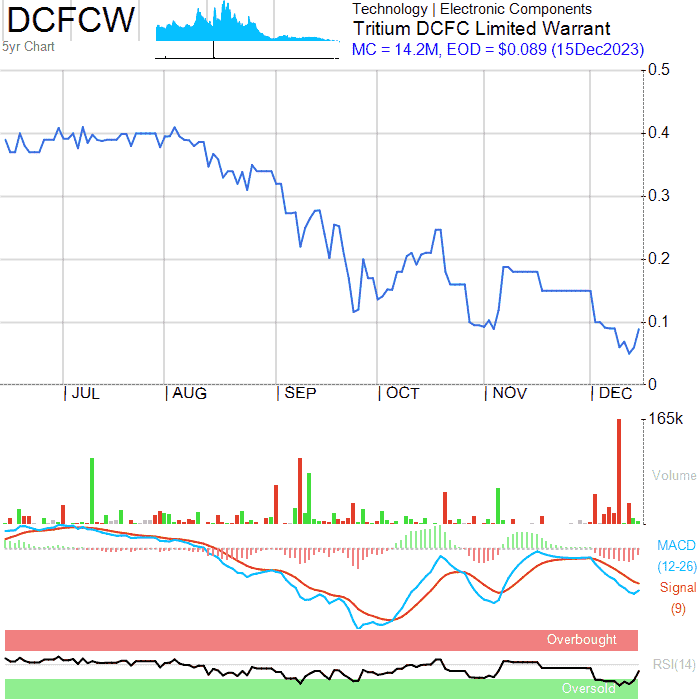 DCFCW
5yr Chart
Technology | Electronic Components
Tritium DCFC Limited Warrant
MC = 14.2M, EOD = $0.089 (15Dec2023)
0.5
0.4
0.3
0.2
0.1
0
JUL AUG SEP OCT NOV DEC
165k
Volume
0k
MACD
(12-26)
Signal
(9)
Overbought
RSI(14)
Oversold